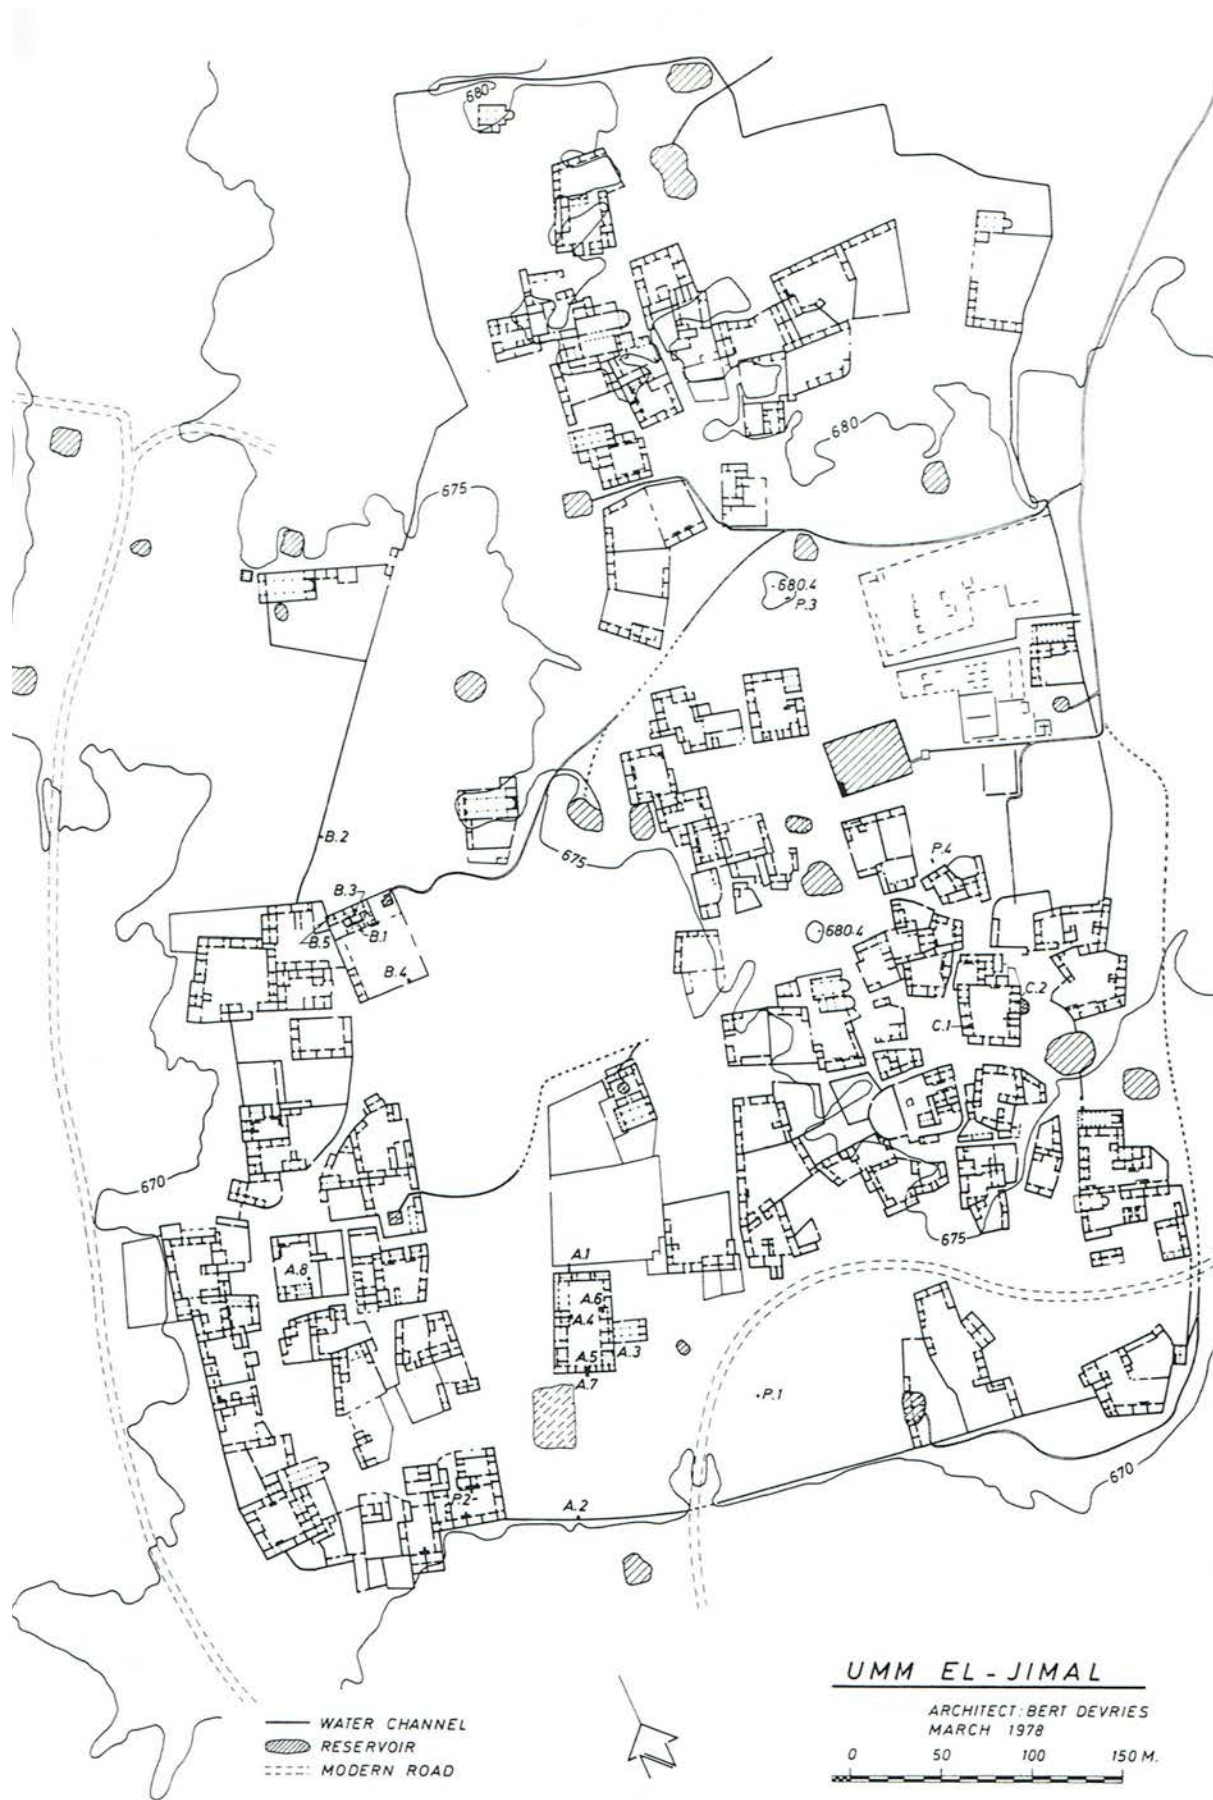 680
680
675
680.4
P.3
B.2
675
P.4
B.3
B.1
B.5
680.4
B.4
C.2
C.1
670
675
A.1
A.8
A.6
A.4
A.3
A.5
A.7
P.1
670
P.2
A.2
UMM EL-JIMAL
ARCHITECT: BERT DEVRIES
MARCH 1978
WATER CHANNEL
RESERVOIR
MODERN ROAD
0 50 100 150 M.